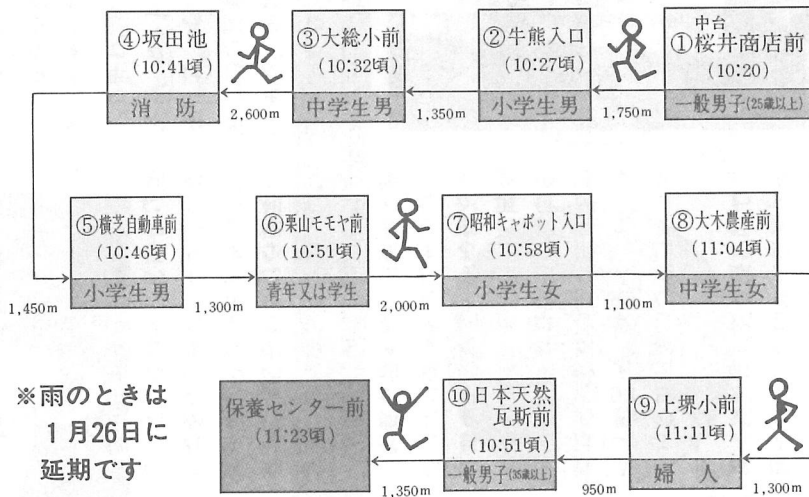 中台
①桜井商店前
(10:20)
一般男子(25歳以上)
1,750m
②牛熊入口
(10:27頃)
小学生男
1,350m
③大総小前
(10:32頃)
中学生男
2,600m
④坂田池
(10:41頃)
消防
1,450m
⑤横芝自動車前
(10:46頃)
小学生男
1,300m
⑥栗山モモヤ前
(10:51頃)
青年又は学生
2,000m
⑦昭和キャボット入口
(10:58頃)
小学生女
1,100m
⑧大木農産前
(11:04頃)
中学生女
1,300m
⑨上堺小前
(11:11頃)
婦人
950m
⑩日本天然
瓦斯前
(10:51頃)
一般男子(35歳以上)
1,350m
保養センター前
(11:23頃)
※雨のときは
1月26日に
延期です